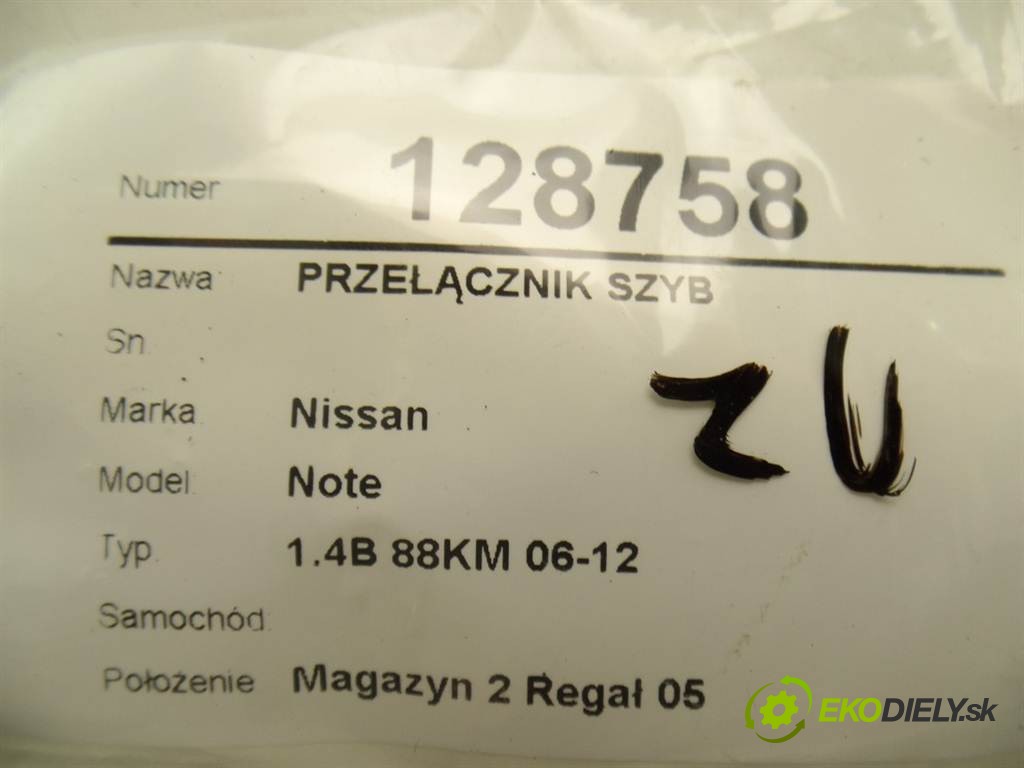 Numer 128758
Nazwa PRZEŁĄCZNIK SZYB
Sn
Marka Nissan
Model Note
Typ 1.4B 88KM 06-12
Samochód
Położenie Magazyn 2 Regał 05
EKODIELY.sk